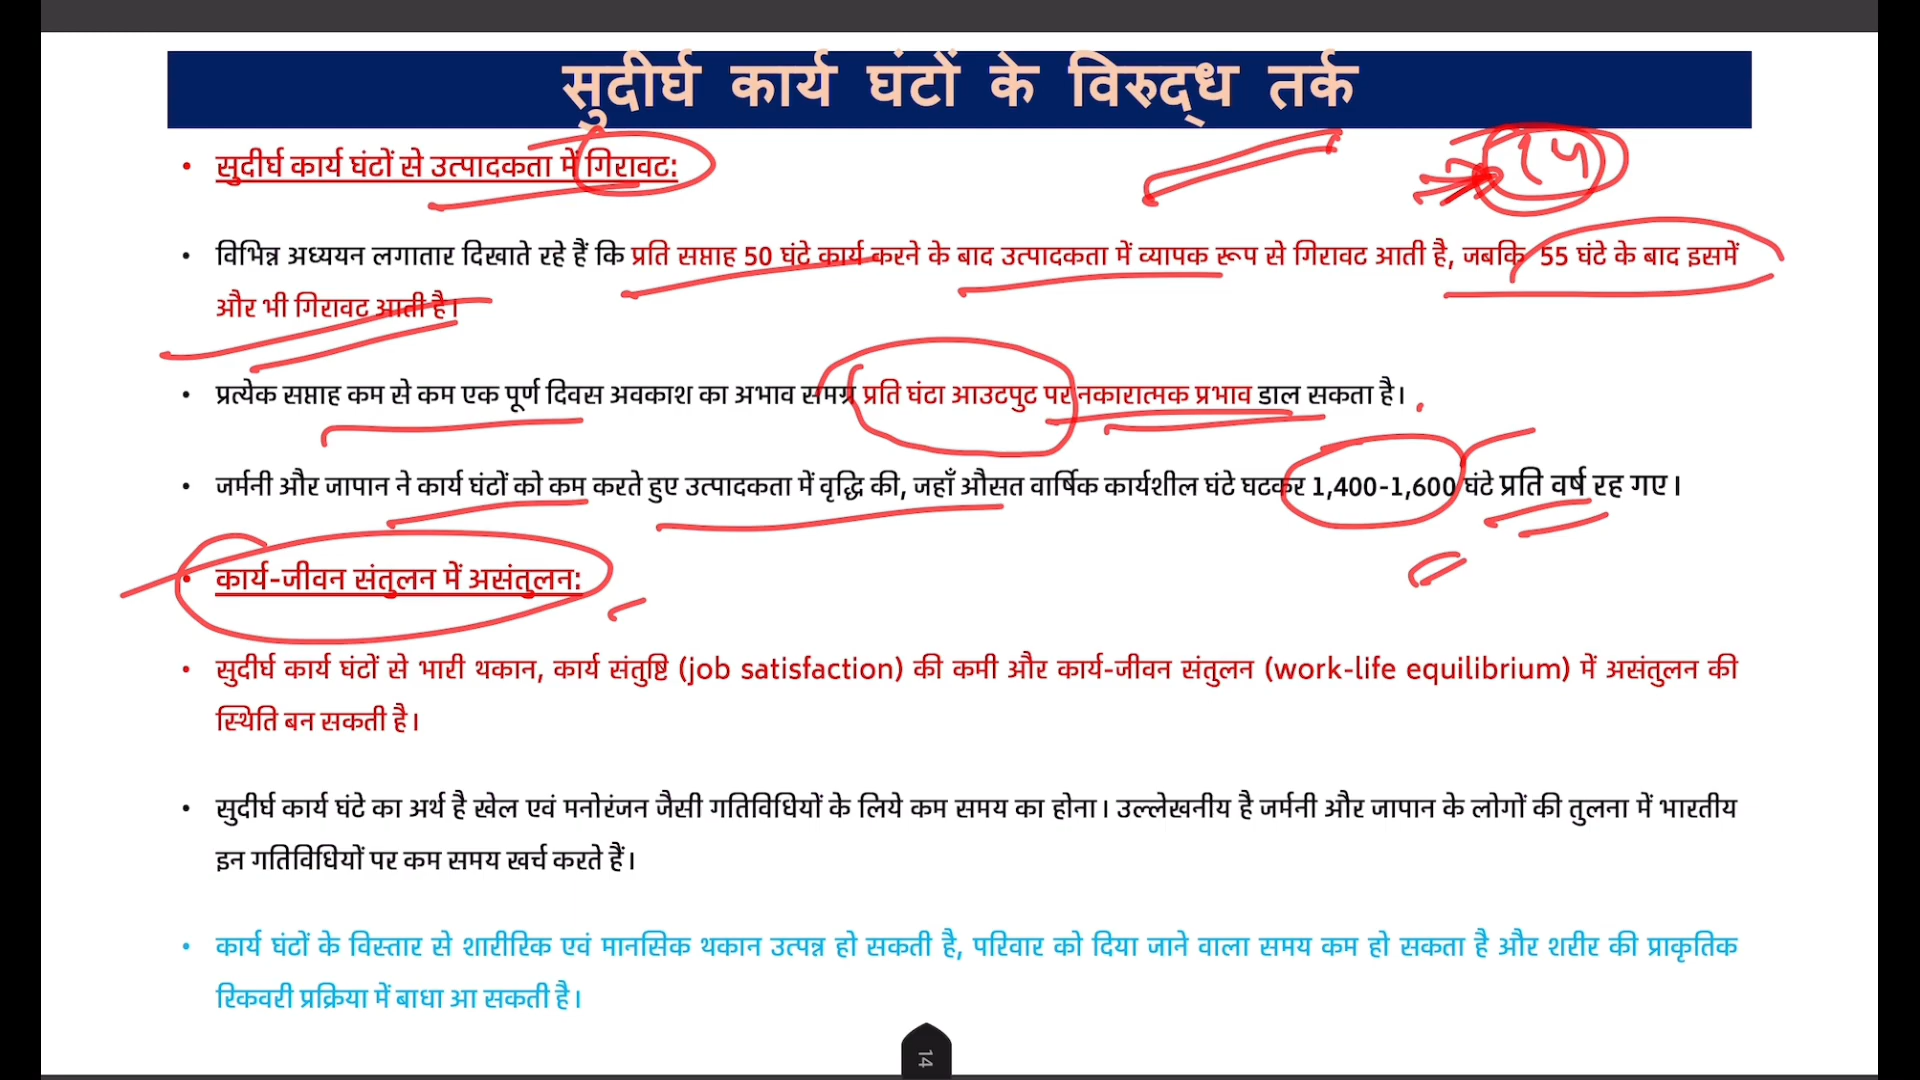 सुदीर्घ कार्य घंटों के विरुद्ध तर्क
• सुदीर्घ कार्य घंटों से उत्पादकता में गिरावट:
14
• विभिन्न अध्ययन लगातार दिखाते रहे हैं कि प्रति सप्ताह 50 घंटे कार्य करने के बाद उत्पादकता में व्यापक रूप से गिरावट आती है, जबकि 55 घंटे के बाद इसमें
और भी गिरावट आती है।
• प्रत्येक सप्ताह कम से कम एक पूर्ण दिवस अवकाश का अभाव समग्र प्रति घंटा आउटपुट पर नकारात्मक प्रभाव डाल सकता है।
• जर्मनी और जापान ने कार्य घंटों को कम करते हुए उत्पादकता में वृद्धि की, जहाँ औसत वार्षिक कार्यशील घंटे घटकर 1,400-1,600 घंटे प्रति वर्ष रह गए।
• कार्य-जीवन संतुलन में असंतुलन:
• सुदीर्घ कार्य घंटों से भारी थकान, कार्य संतुष्टि (job satisfaction) की कमी और कार्य-जीवन संतुलन (work-life equilibrium) में असंतुलन की
स्थिति बन सकती है।
• सुदीर्घ कार्य घंटे का अर्थ है खेल एवं मनोरंजन जैसी गतिविधियों के लिये कम समय का होना। उल्लेखनीय है जर्मनी और जापान के लोगों की तुलना में भारतीय
इन गतिविधियों पर कम समय खर्च करते हैं।
• कार्य घंटों के विस्तार से शारीरिक एवं मानसिक थकान उत्पन्न हो सकती है, परिवार को दिया जाने वाला समय कम हो सकता है और शरीर की प्राकृतिक
रिकवरी प्रक्रिया में बाधा आ सकती है।
14